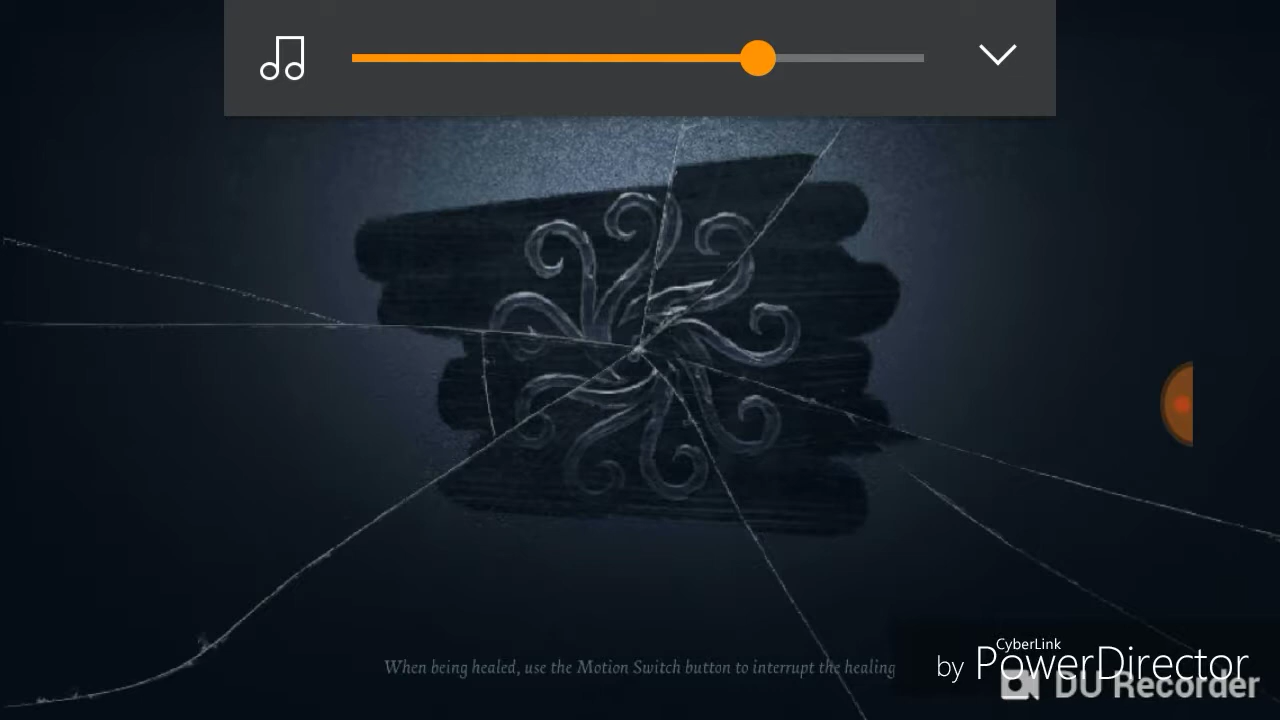 When being healed, use the Motion Switch button to interrupt the healing
CyberLink
by PowerDirector
DU Recorder